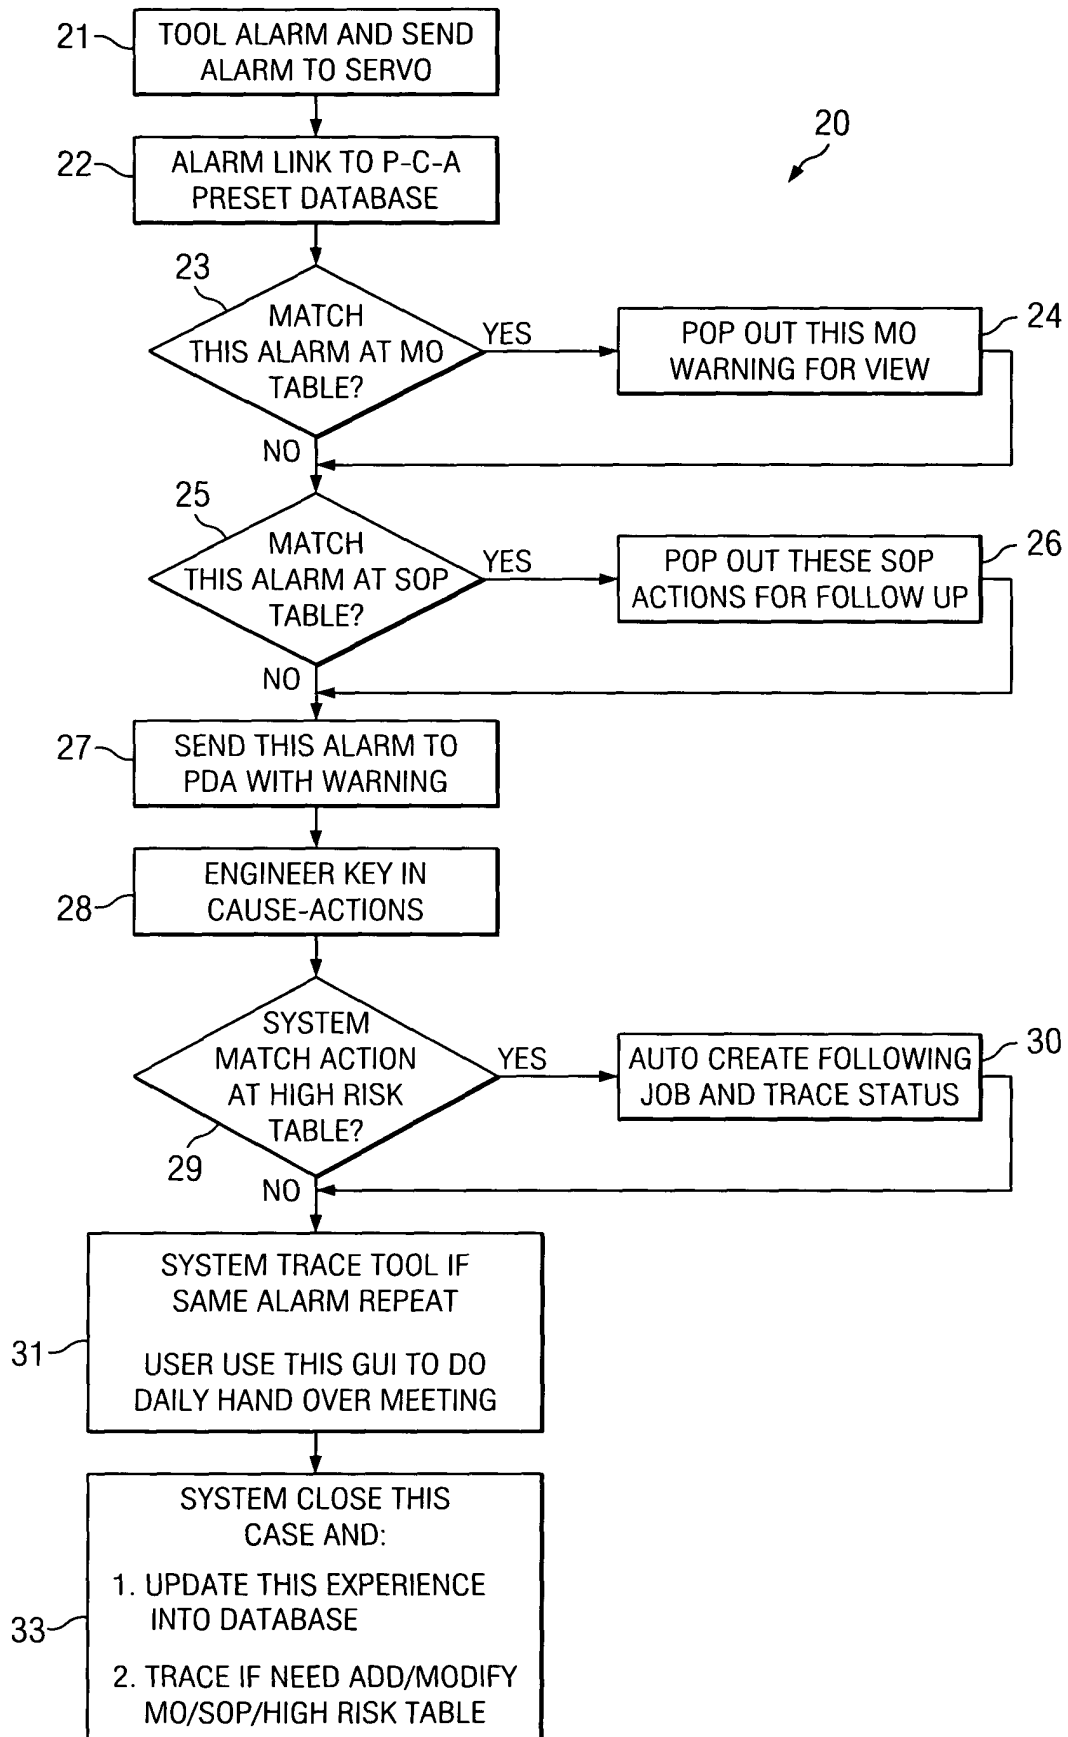 21
TOOL ALARM AND SEND
ALARM TO SERVO
20
22
ALARM LINK TO P-C-A
PRESET DATABASE
23
MATCH
THIS ALARM AT MO
TABLE?
YES
POP OUT THIS MO
WARNING FOR VIEW
24
NO
25
MATCH
THIS ALARM AT SOP
TABLE?
YES
POP OUT THESE SOP
ACTIONS FOR FOLLOW UP
26
NO
27
SEND THIS ALARM TO
PDA WITH WARNING
28
ENGINEER KEY IN
CAUSE-ACTIONS
SYSTEM
MATCH ACTION
AT HIGH RISK
TABLE?
29
YES
AUTO CREATE FOLLOWING
JOB AND TRACE STATUS
30
NO
31
SYSTEM TRACE TOOL IF
SAME ALARM REPEAT
USER USE THIS GUI TO DO
DAILY HAND OVER MEETING
33
SYSTEM CLOSE THIS
CASE AND:
1. UPDATE THIS EXPERIENCE
INTO DATABASE
2. TRACE IF NEED ADD/MODIFY
MO/SOP/HIGH RISK TABLE